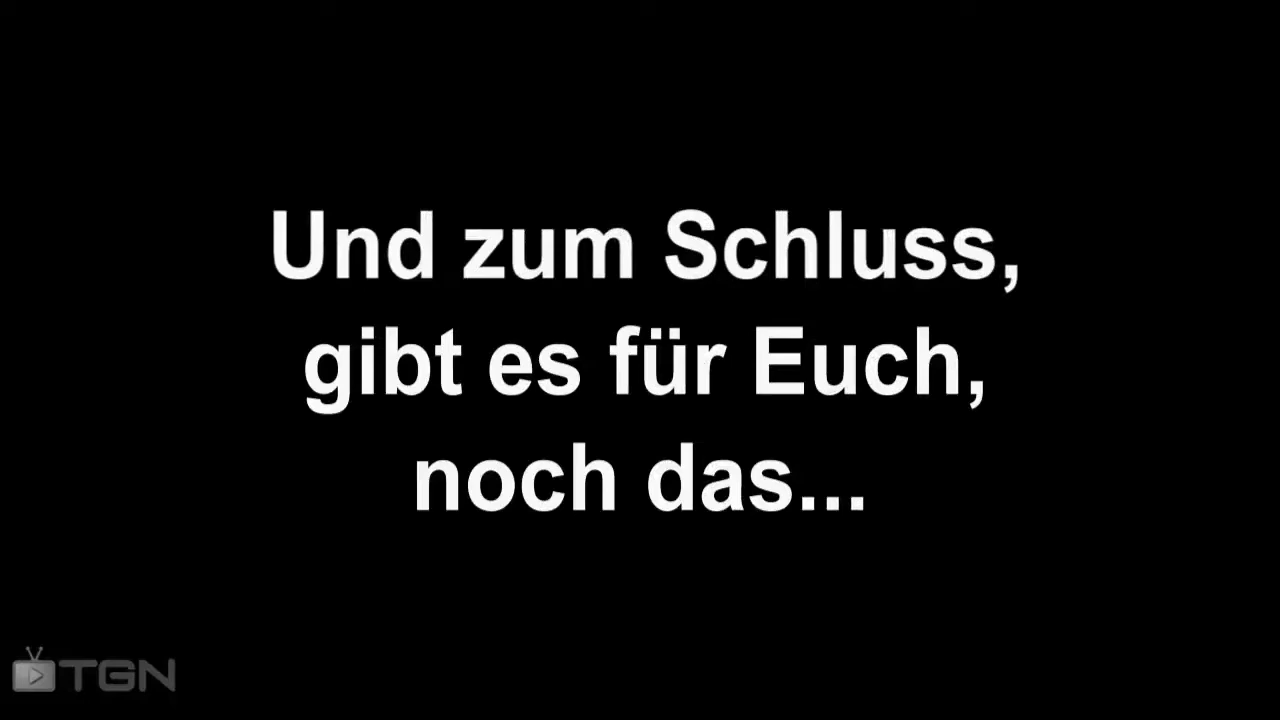 Und zum Schluss,
gibt es für Euch,
noch das...
TGN